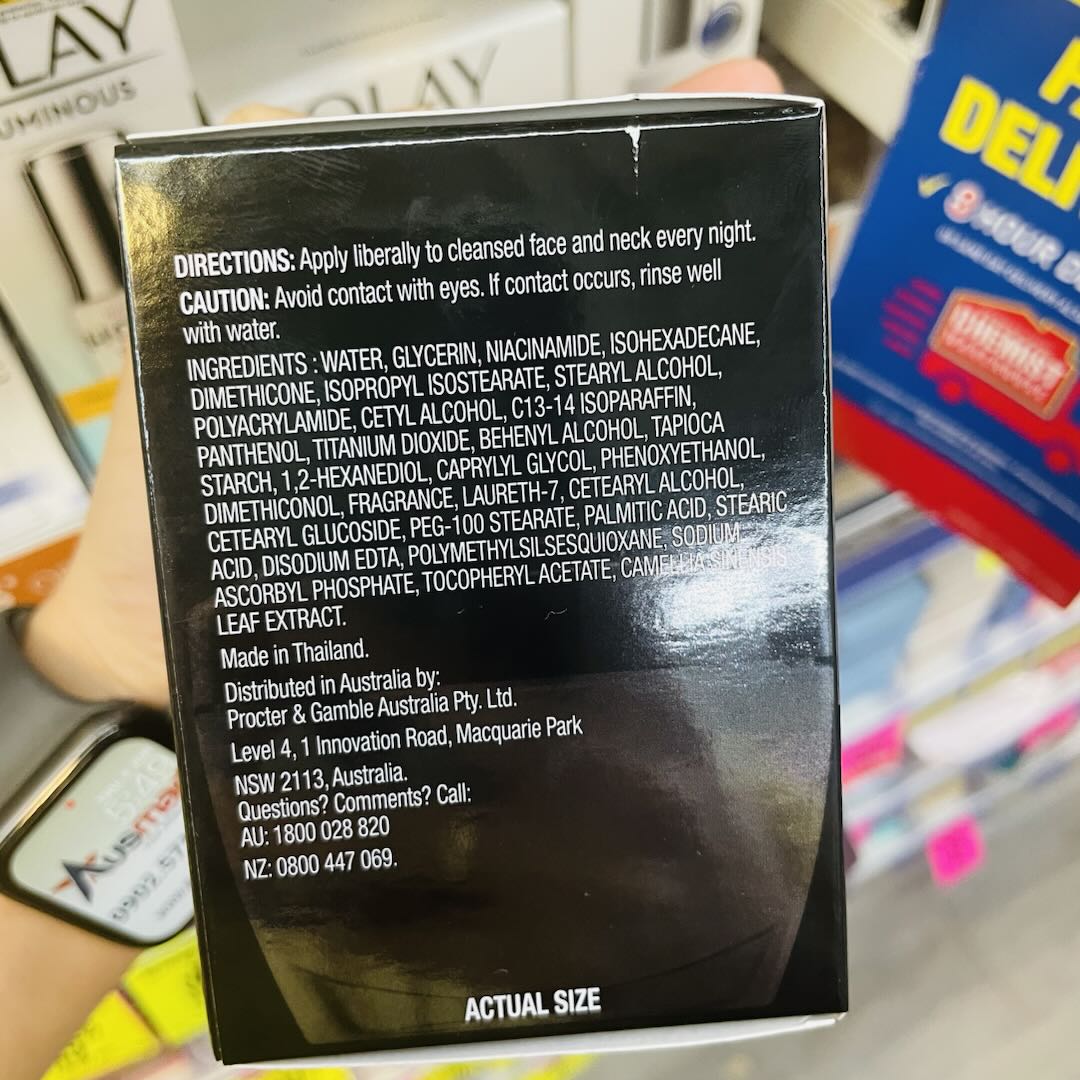 LAY
UMINOUS
OLAY
DELI
HOUR
DIRECTIONS: Apply liberally to cleansed face and neck every night.
CAUTION: Avoid contact with eyes. If contact occurs, rinse well
with water.
INGREDIENTS : WATER, GLYCERIN, NIACINAMIDE, ISOHEXADECANE,
DIMETHICONE, ISOPROPYL ISOSTEARATE, STEARYL ALCOHOL,
POLYACRYLAMIDE, CETYL ALCOHOL, C13-14 ISOPARAFFIN,
PANTHENOL, TITANIUM DIOXIDE, BEHENYL ALCOHOL, TAPIOCA
STARCH, 1,2-HEXANEDIOL, CAPRYLYL GLYCOL, PHENOXYETHANOL,
DIMETHICONOL, FRAGRANCE, LAURETH-7, CETEARYL ALCOHOL,
CETEARYL GLUCOSIDE, PEG-100 STEARATE, PALMITIC ACID, STEARIC
ACID, DISODIUM EDTA, POLYMETHYLSILSESQUIOXANE, SODIUM
ASCORBYL PHOSPHATE, TOCOPHERYL ACETATE, CAMELLIA SINENSIS
LEAF EXTRACT.
Made in Thailand.
Distributed in Australia by:
Procter & Gamble Australia Pty. Ltd.
Level 4, 1 Innovation Road, Macquarie Park
NSW 2113, Australia.
Questions? Comments? Call:
AU: 1800 028 820
NZ: 0800 447 069.
ACTUAL SIZE